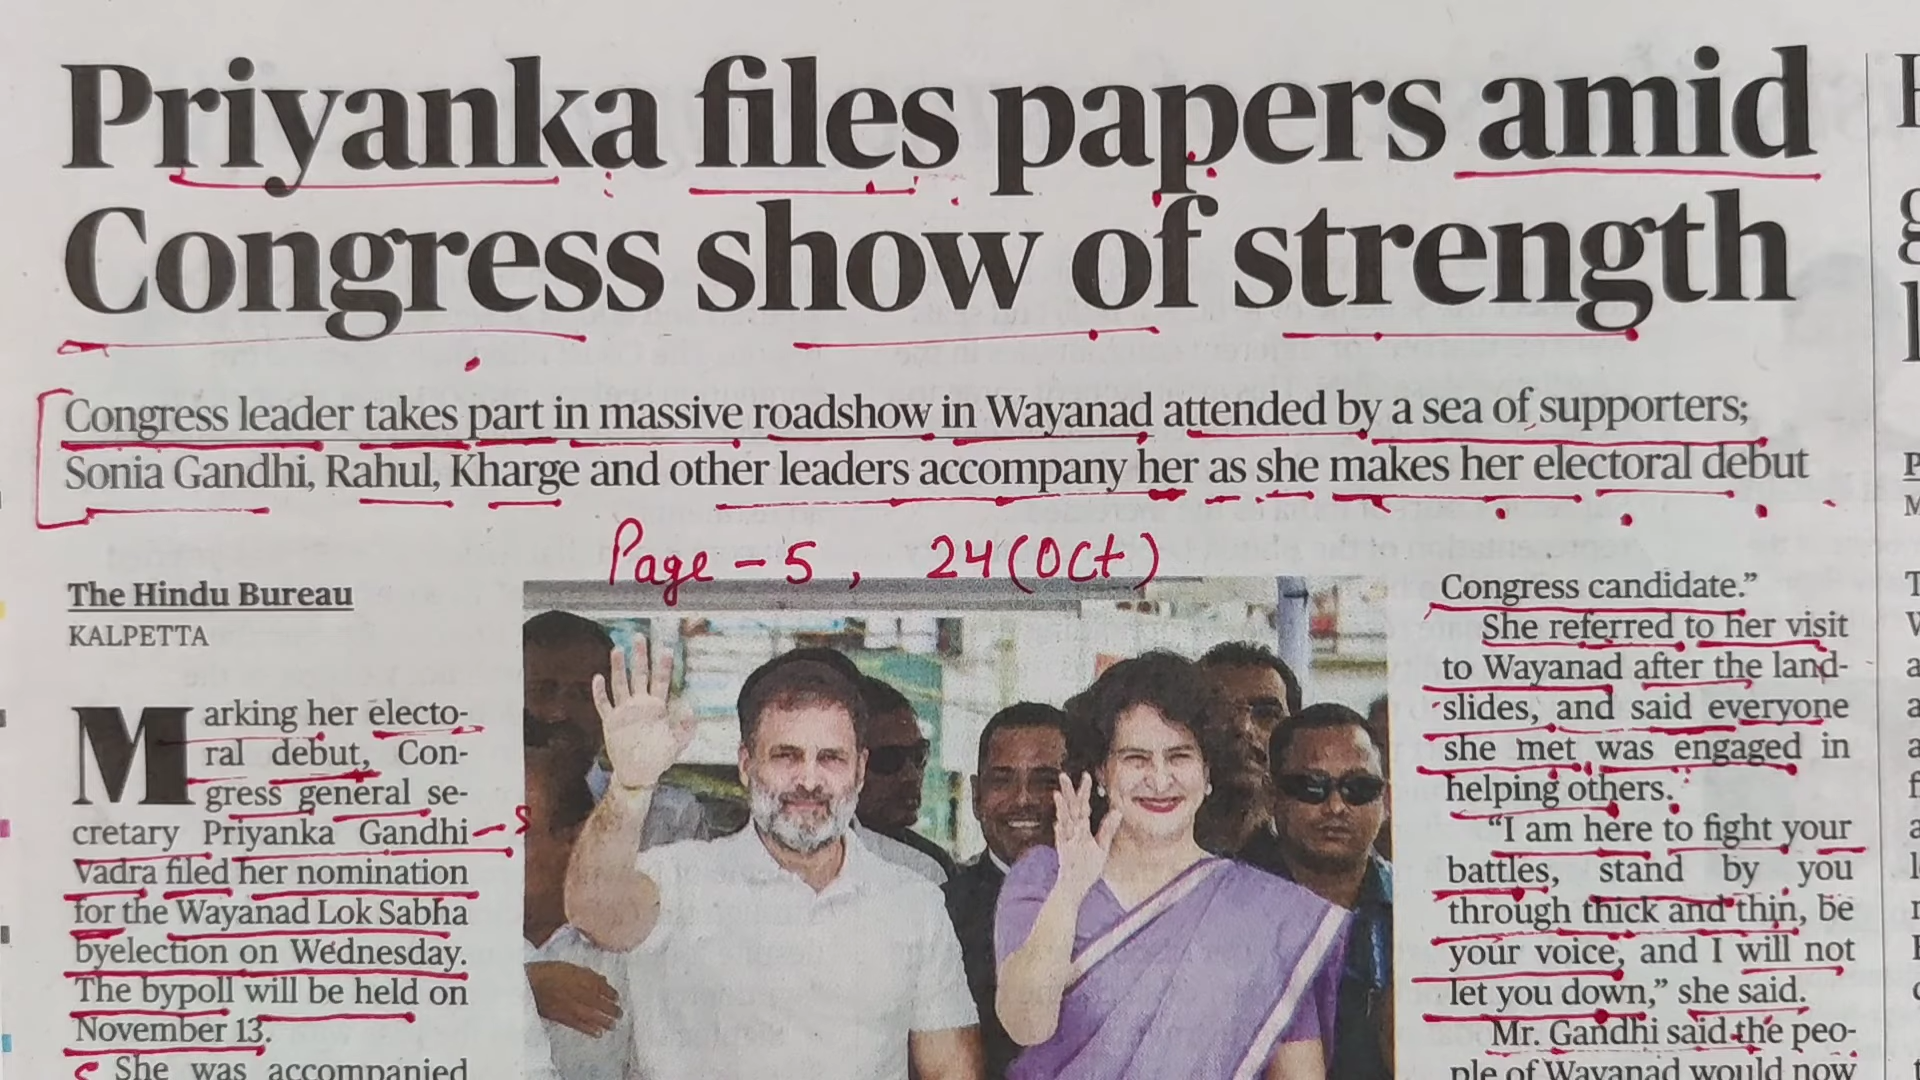 Priyanka files papers amid
Congress show of strength
Congress leader takes part in massive roadshow in Wayanad attended by a sea of supporters;
Sonia Gandhi, Rahul, Kharge and other leaders accompany her as she makes her electoral debut
Page - 5, 24 (Oct)
The Hindu Bureau
KALPETTA
Marking her electo-
ral debut, Con-
gress general se-
cretary Priyanka Gandhi
Vadra filed her nomination
for the Wayanad Lok Sabha
byelection on Wednesday.
The bypoll will be held on
November 13.
She was accompanied
Congress candidate.”
She referred to her visit
to Wayanad after the land-
slides, and said everyone
she met was engaged in
helping others.
“I am here to fight your
battles, stand by you
through thick and thin, be
your voice, and I will not
let you down,” she said.
Mr. Gandhi said the peo-
ple of Wayanad would now